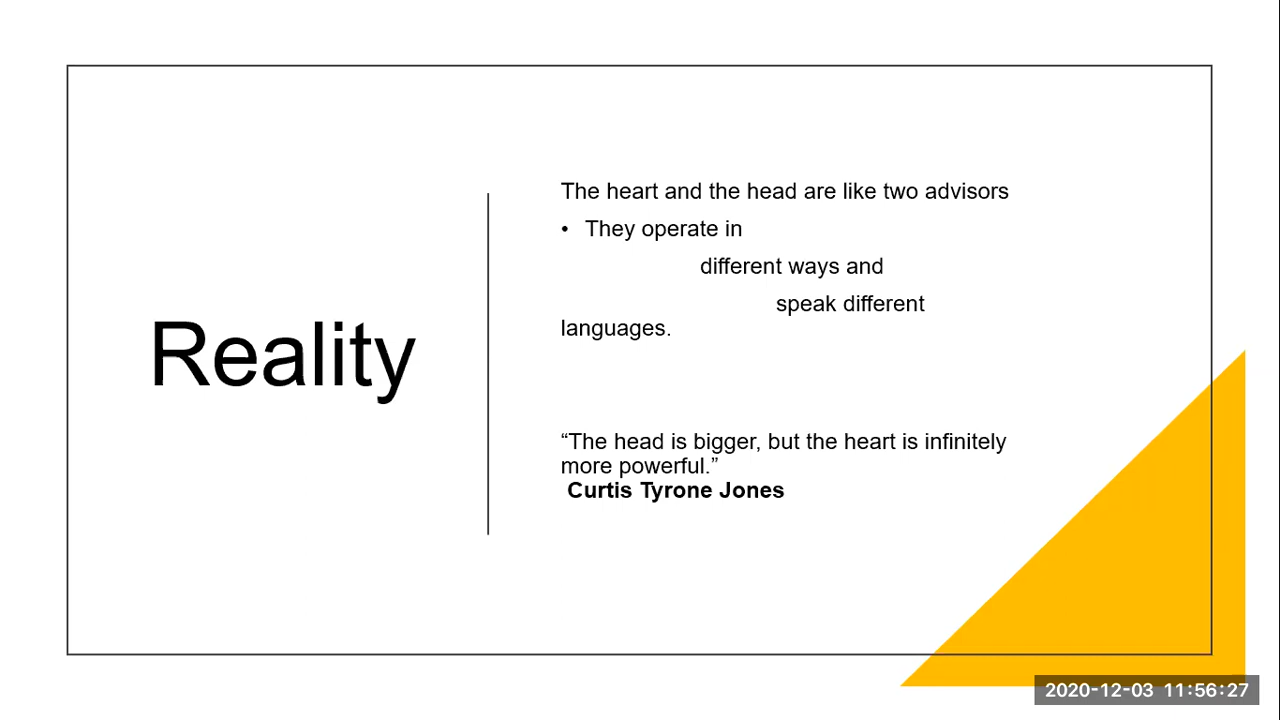 Reality
The heart and the head are like two advisors
• They operate in
different ways and
speak different
languages.
“The head is bigger, but the heart is infinitely
more powerful.”
Curtis Tyrone Jones
2020-12-03 11:56:27